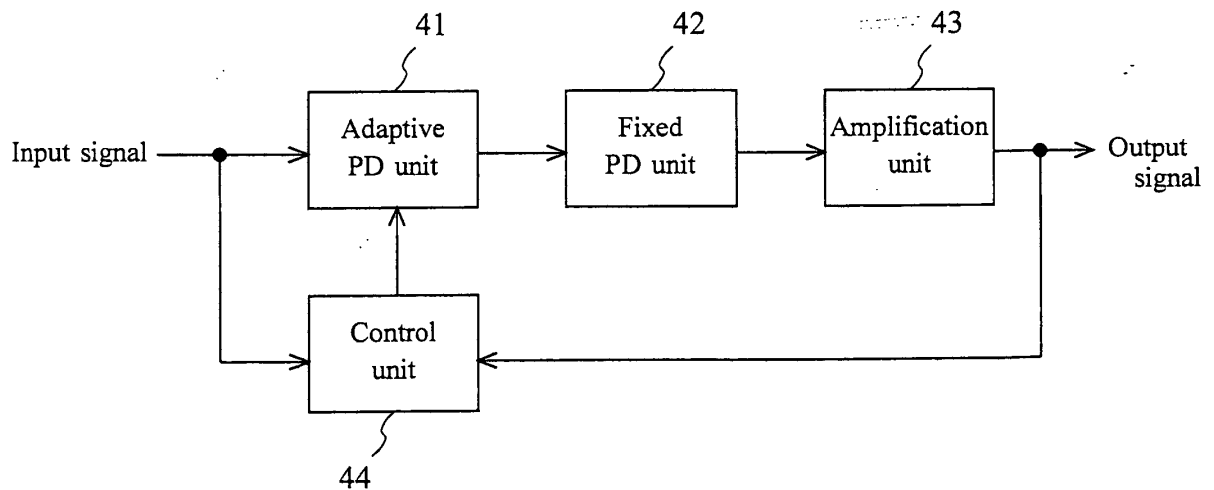 41
42
43
Input signal
Adaptive
PD unit
Fixed
PD unit
Amplification
unit
Output
signal
Control
unit
44